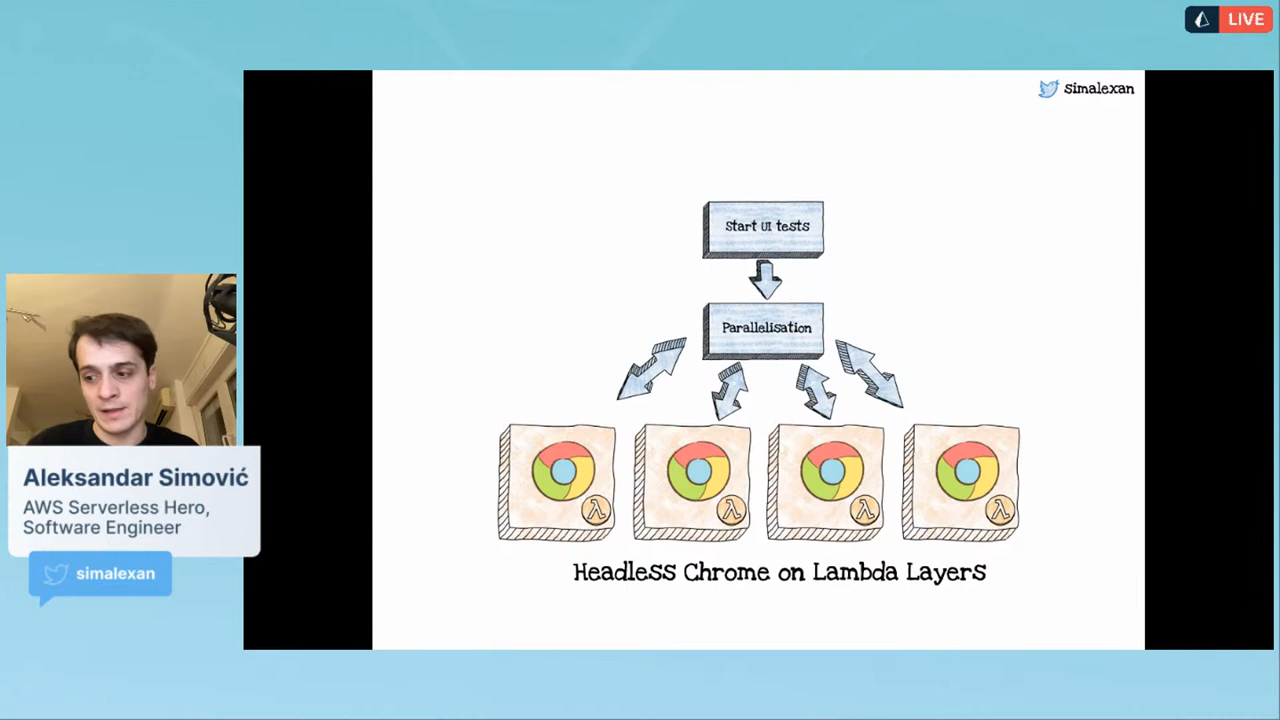 LIVE
simalexan
Start UI tests
Parallelisation
λ
λ
λ
λ
Headless Chrome on Lambda Layers
Aleksandar Simović
AWS Serverless Hero,
Software Engineer
simalexan